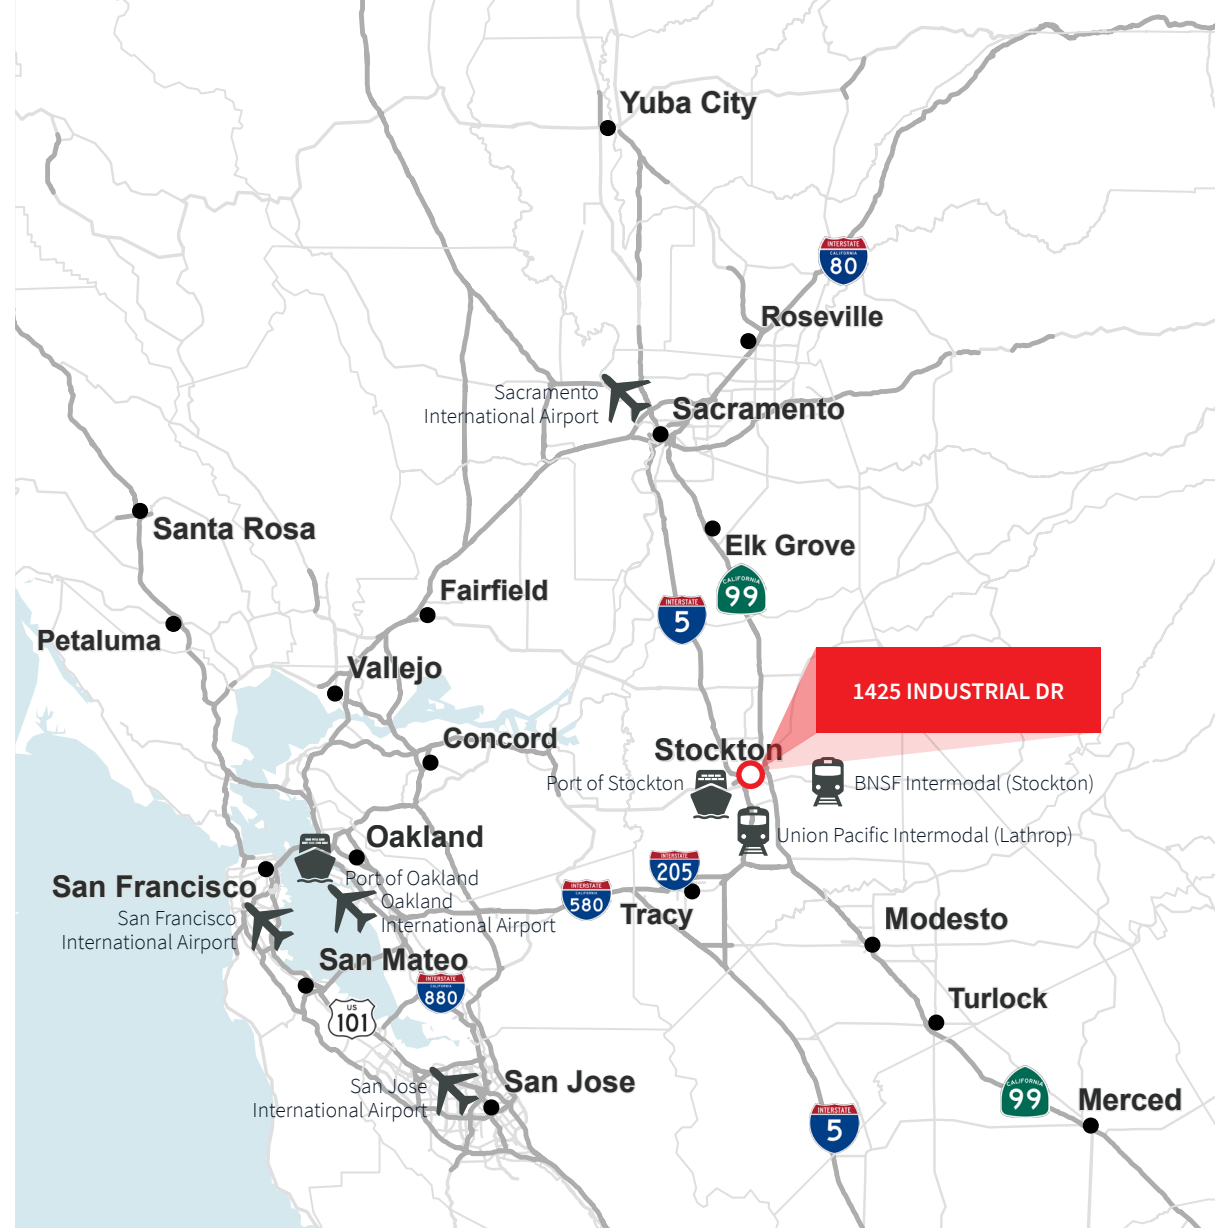 Yuba City
INTERSTATE
CALIFORNIA
80
Roseville
Sacramento
International Airport
Sacramento
Santa Rosa
Elk Grove
Fairfield
CALIFORNIA
99
INTERSTATE
5
Petaluma
Vallejo
1425 INDUSTRIAL DR
Concord
Stockton
Port of Stockton
BNSF Intermodal (Stockton)
Union Pacific Intermodal (Lathrop)
Oakland
Port of Oakland
INTERSTATE
205
San Francisco
San Francisco
International Airport
Oakland
International Airport
INTERSTATE
CALIFORNIA
580
Tracy
Modesto
San Mateo
INTERSTATE
CALIFORNIA
880
US
101
Turlock
San Jose
International Airport
San Jose
CALIFORNIA
99
Merced
INTERSTATE
5